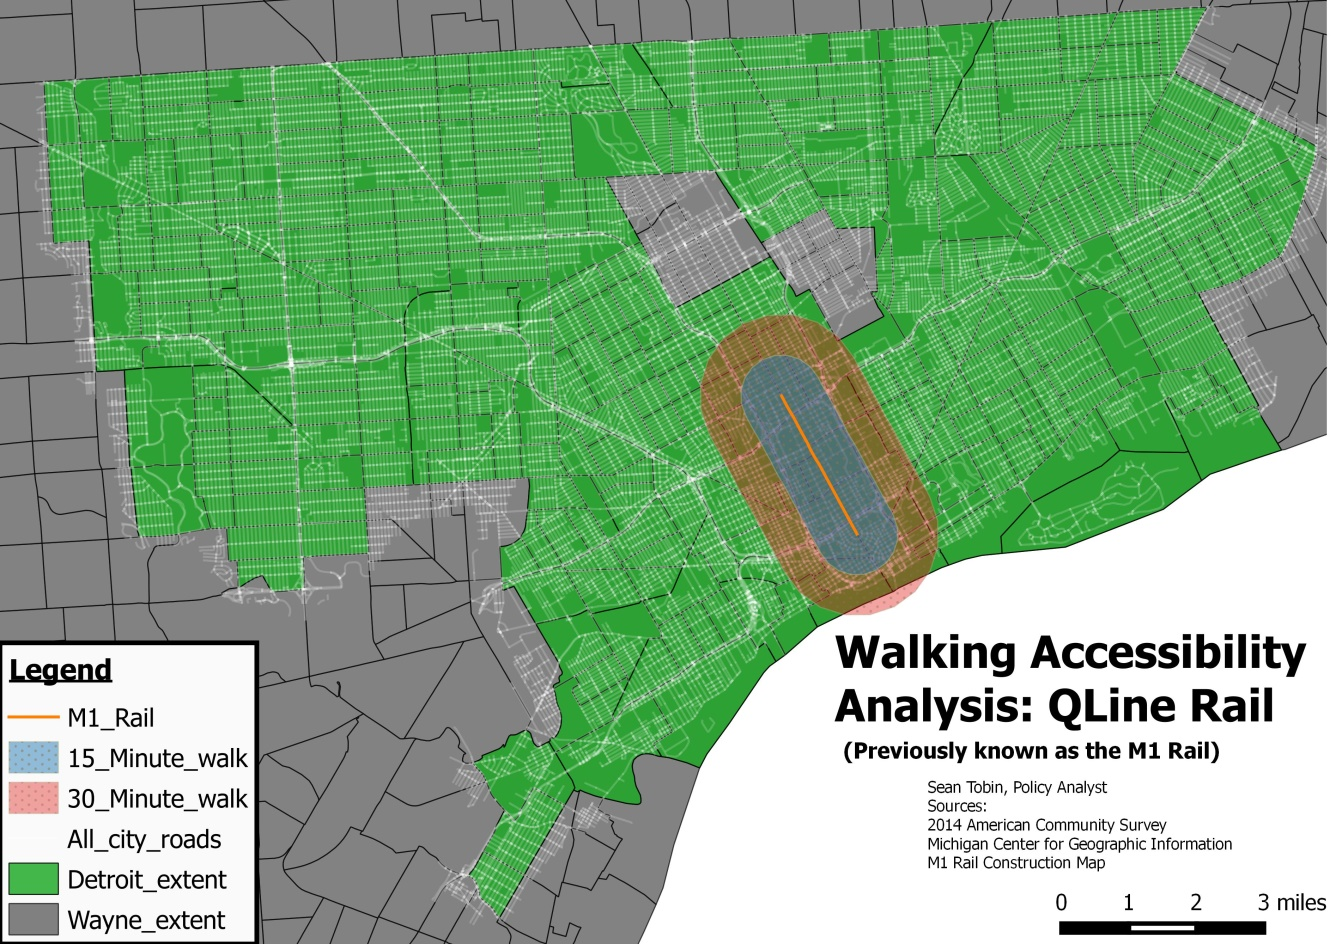 Legend
M1_Rail
15_Minute_walk
30_Minute_walk
All_city_roads
Detroit_extent
Wayne_extent
Walking Accessibility
Analysis: QLine Rail
(Previously known as the M1 Rail)
Sean Tobin, Policy Analyst
Sources:
2014 American Community Survey
Michigan Center for Geographic Information
M1 Rail Construction Map
0 1 2 3 miles